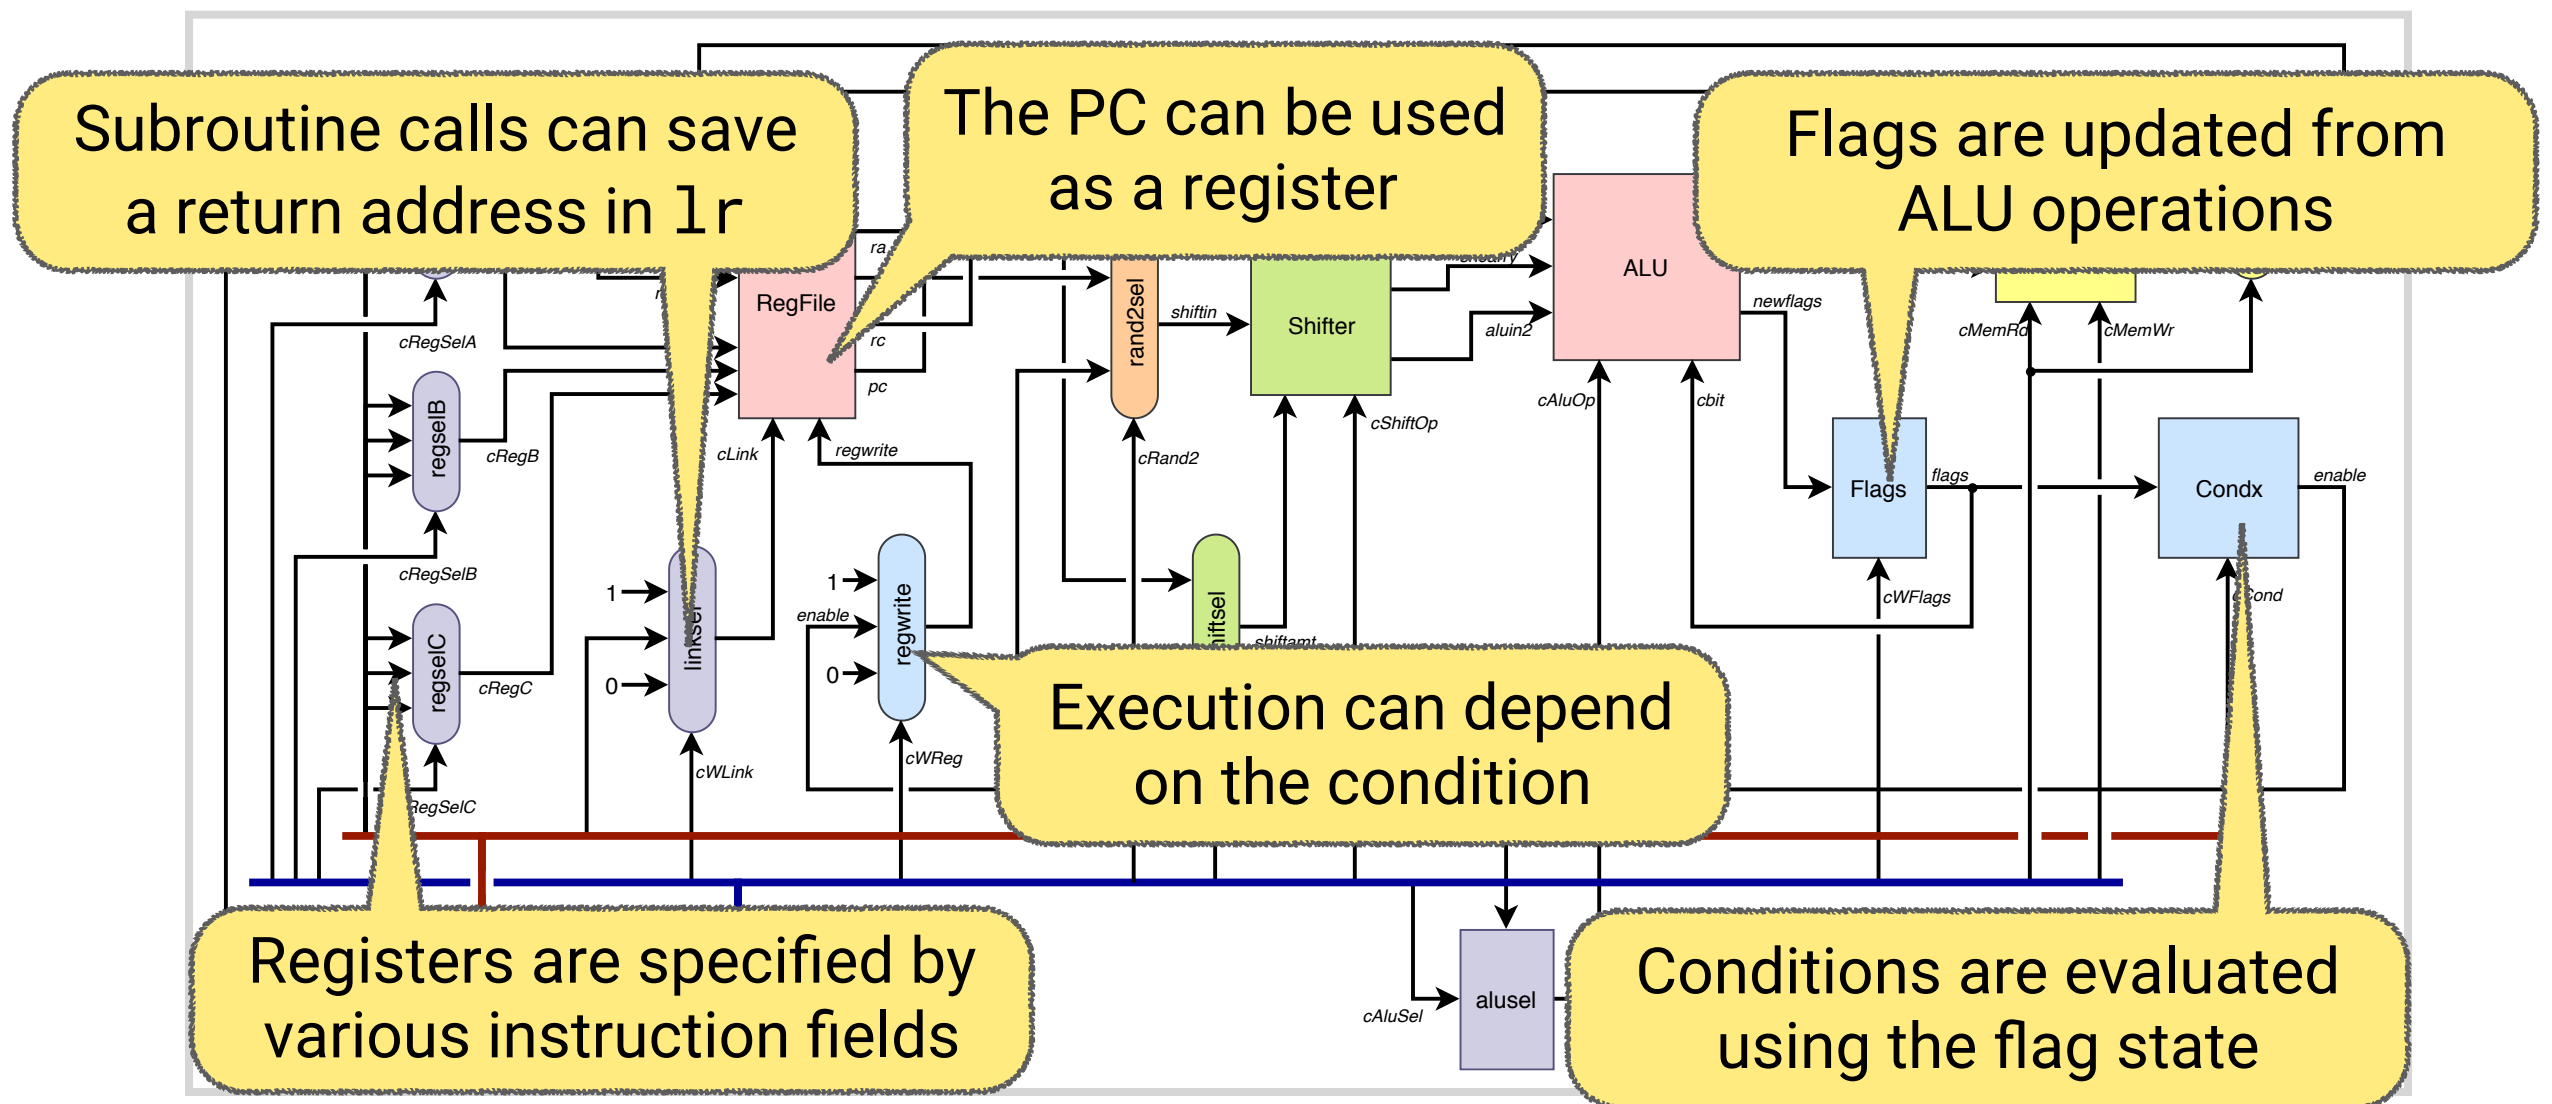 Subroutine calls can save
a return address in lr
The PC can be used
as a register
Flags are updated from
ALU operations
ra
RegFile
rc
pc
cRegSelA
rand2sel
shiftin
Shifter
aluin2
ALU
newflags
cMemRd
cMemWr
regselB
cRegB
cLink
regwrite
cRand2
cShiftOp
cAluOp
cbit
Flags
flags
Condx
enable
cRegSelB
1
0
linksel
1
enable
0
regwrite
shiftamt
cWFlags
regselC
cRegC
cWLink
cWReg
Execution can depend
on the condition
Registers are specified by
various instruction fields
cAluSel
alusel
Conditions are evaluated
using the flag state